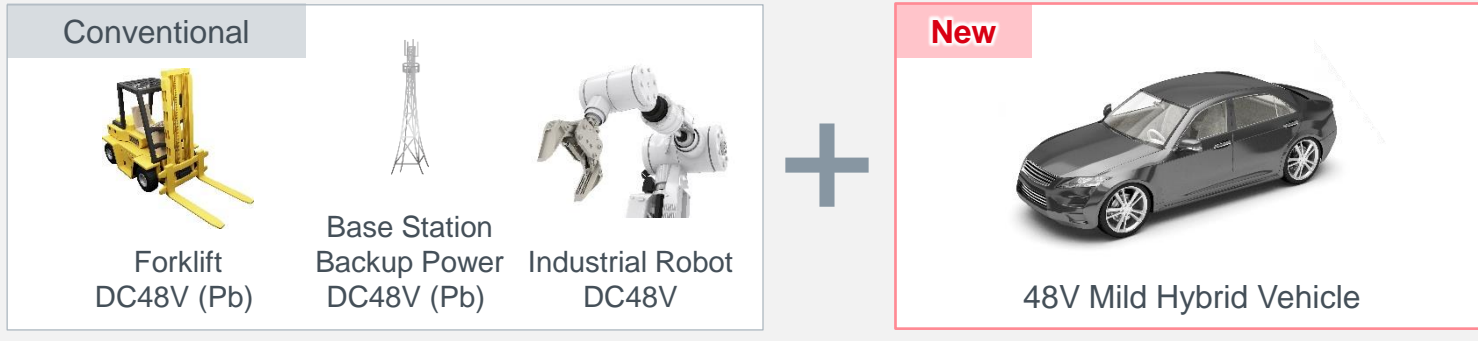 Conventional
Forklift
DC48V (Pb)
Base Station
Backup Power
DC48V (Pb)
Industrial Robot
DC48V
+
New
48V Mild Hybrid Vehicle